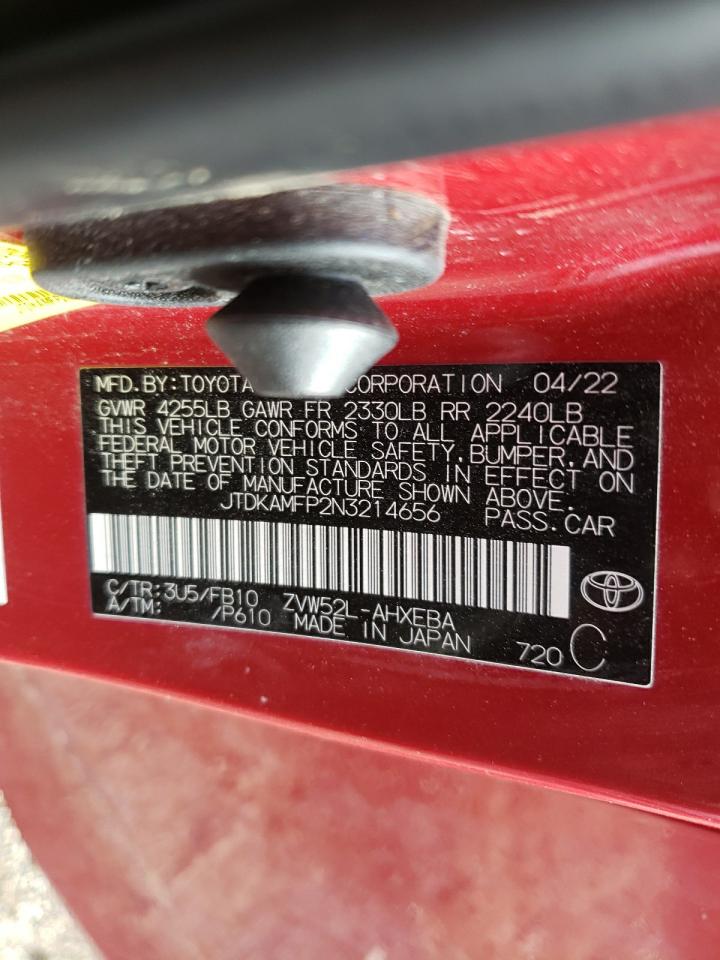 MFD. BY: TOYOTA CORPORATION 04/22
GVWR 4255LB GAWR FR 2330LB RR 2240LB
THIS VEHICLE CONFORMS TO ALL APPLICABLE
FEDERAL MOTOR VEHICLE SAFETY, BUMPER, AND
THEFT PREVENTION STANDARDS IN EFFECT ON
THE DATE OF MANUFACTURE SHOWN ABOVE.
JTDKAMFP2N3214656 PASS. CAR
C/TR: 3U5/FB10 ZVW52L-AHXEBA
A/TM: /P610 MADE IN JAPAN 720 C